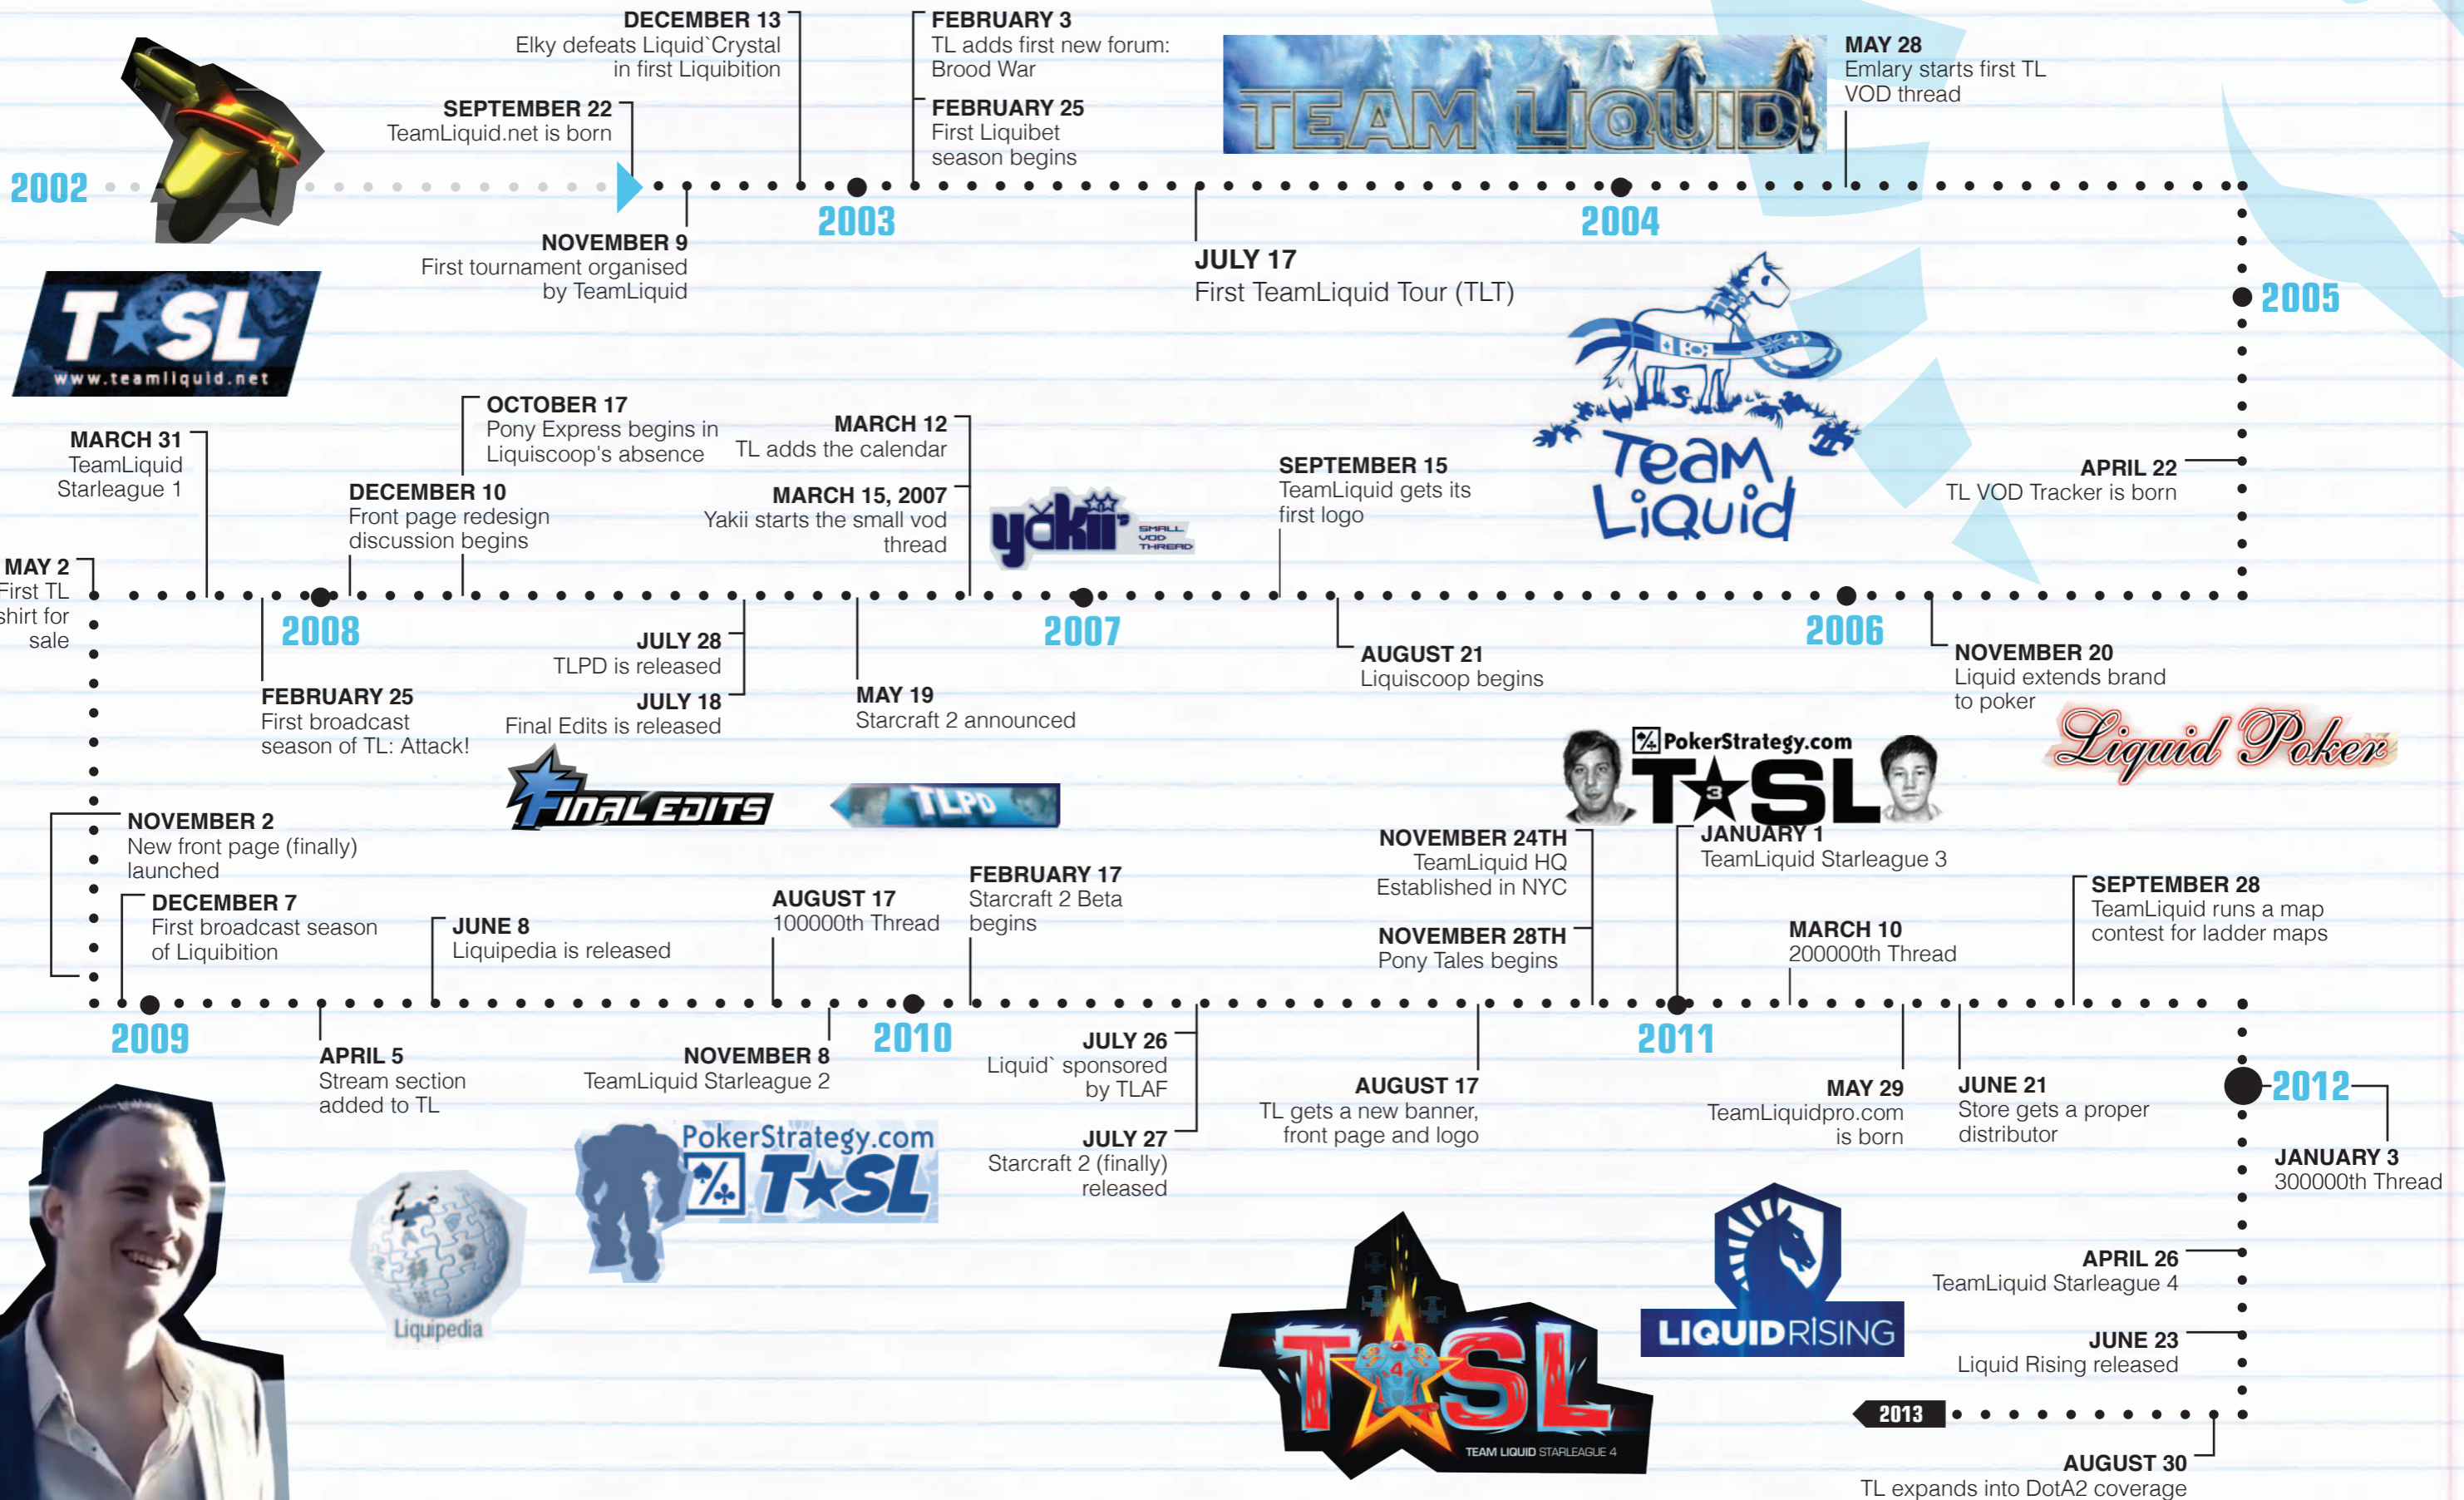 DECEMBER 13
Elky defeats Liquid`Crystal
in first Liquibition
FEBRUARY 3
TL adds first new forum:
Brood War
SEPTEMBER 22
TeamLiquid.net is born
FEBRUARY 25
First Liquibet
season begins
TEAM LIQUID
MAY 28
Emlary starts first TL
VOD thread
2002
2003
2004
NOVEMBER 9
First tournament organised
by TeamLiquid
JULY 17
First TeamLiquid Tour (TLT)
2005
T SL
www.teamliquid.net
Team
Liquid
APRIL 22
TL VOD Tracker is born
MARCH 31
TeamLiquid
Starleague 1
OCTOBER 17
Pony Express begins in
Liquiscoop's absence
DECEMBER 10
Front page redesign
discussion begins
MARCH 12
TL adds the calendar
MARCH 15, 2007
Yakii starts the small vod
thread
yakii's
SMALL
VOD
THREAD
SEPTEMBER 15
TeamLiquid gets its
first logo
MAY 2
First TL
shirt for
sale
2008
2007
2006
FEBRUARY 25
First broadcast
season of TL: Attack!
JULY 28
TLPD is released
JULY 18
Final Edits is released
MAY 19
Starcraft 2 announced
AUGUST 21
Liquiscoop begins
NOVEMBER 20
Liquid extends brand
to poker
Liquid Poker
FINAL EDITS
TLPD
PokerStrategy.com
T 3 SL
NOVEMBER 2
New front page (finally)
launched
DECEMBER 7
First broadcast season
of Liquibition
JUNE 8
Liquipedia is released
AUGUST 17
100000th Thread
FEBRUARY 17
Starcraft 2 Beta
begins
NOVEMBER 24TH
TeamLiquid HQ
Established in NYC
NOVEMBER 28TH
Pony Tales begins
JANUARY 1
TeamLiquid Starleague 3
MARCH 10
200000th Thread
SEPTEMBER 28
TeamLiquid runs a map
contest for ladder maps
2009
2010
2011
2012
APRIL 5
Stream section
added to TL
NOVEMBER 8
TeamLiquid Starleague 2
JULY 26
Liquid` sponsored
by TLAF
JULY 27
Starcraft 2 (finally)
released
AUGUST 17
TL gets a new banner,
front page and logo
MAY 29
TeamLiquidpro.com
is born
JUNE 21
Store gets a proper
distributor
JANUARY 3
300000th Thread
Liquipedia
PokerStrategy.com
T SL
T 4 SL
TEAM LIQUID STARLEAGUE 4
LIQUIDRISING
APRIL 26
TeamLiquid Starleague 4
JUNE 23
Liquid Rising released
2013
AUGUST 30
TL expands into DotA2 coverage